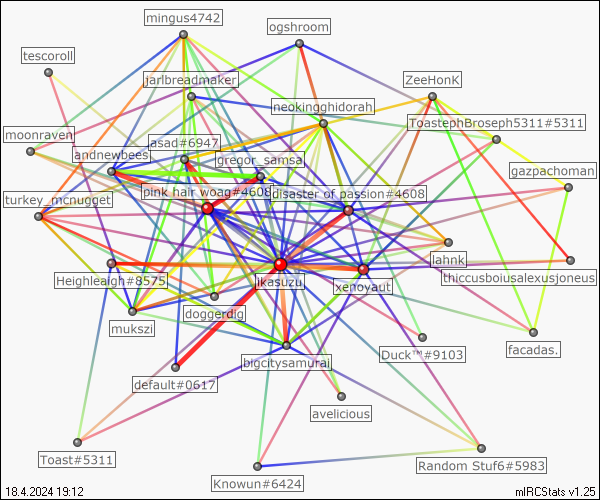 mingus4742
ogshroom
tescoroll
jarlbreadmaker
ZeeHonK
neokingghidorah
ToastephBroseph5311#5311
moonraven
asad#6947
andnewbees
gregor_samsa
gazpachoman
pink hair woag#4608
disaster of passion#4608
turkey_mcnugget
lahnk
Heighleaigh#8575
jkasuzu
xenoyaut
thiccusboiusalexusjoneus
doggerdig
mukszi
bigcitysamurai
Duck™#9103
facadas.
default#0617
avelicious
Toast#5311
Random Stuf6#5983
Knowun#6424
18.4.2024 19:12
mIRCStats v1.25